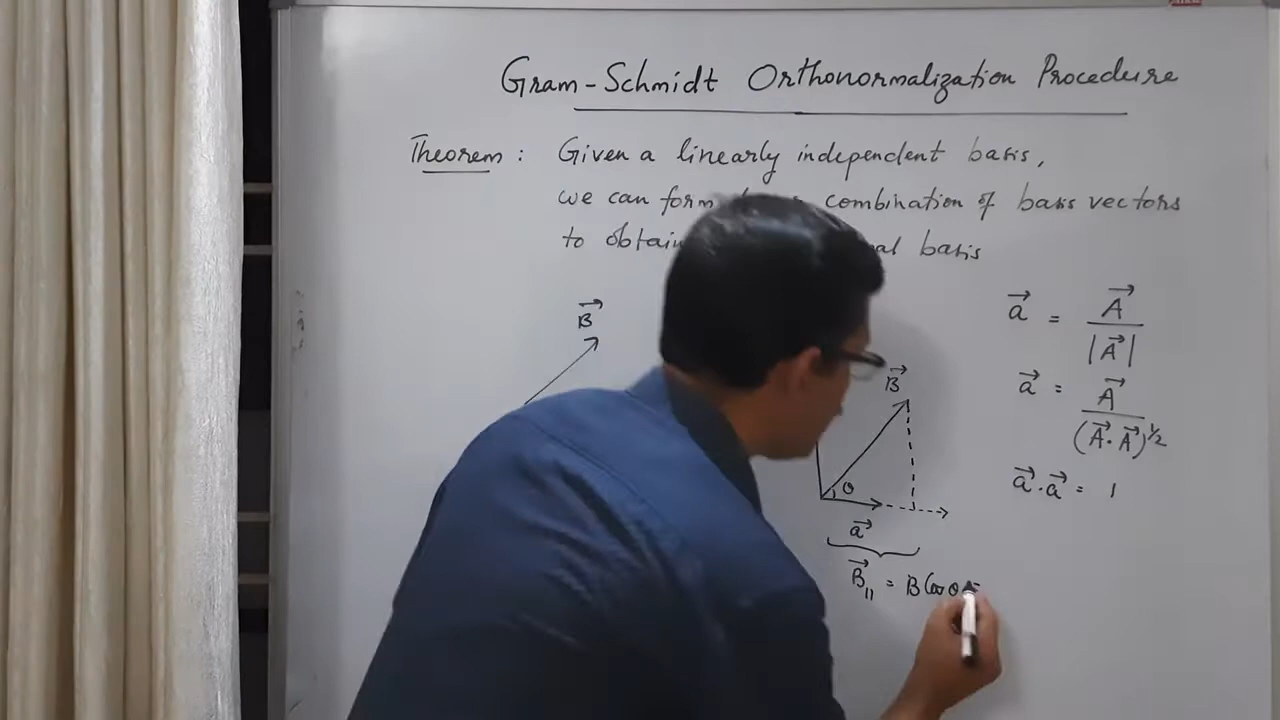 Gram-Schmidt Orthonormalization Procedure
Theorem : Given a linearly independent basis,
we can form combination of basis vectors
to obtain basis
B⃗
a⃗ = A⃗ / |A⃗|
B⃗
a⃗ = A⃗ / (A⃗ · A⃗)^½
θ
a⃗ · a⃗ = 1
a⃗
B⃗₁₁ = B Cos θ